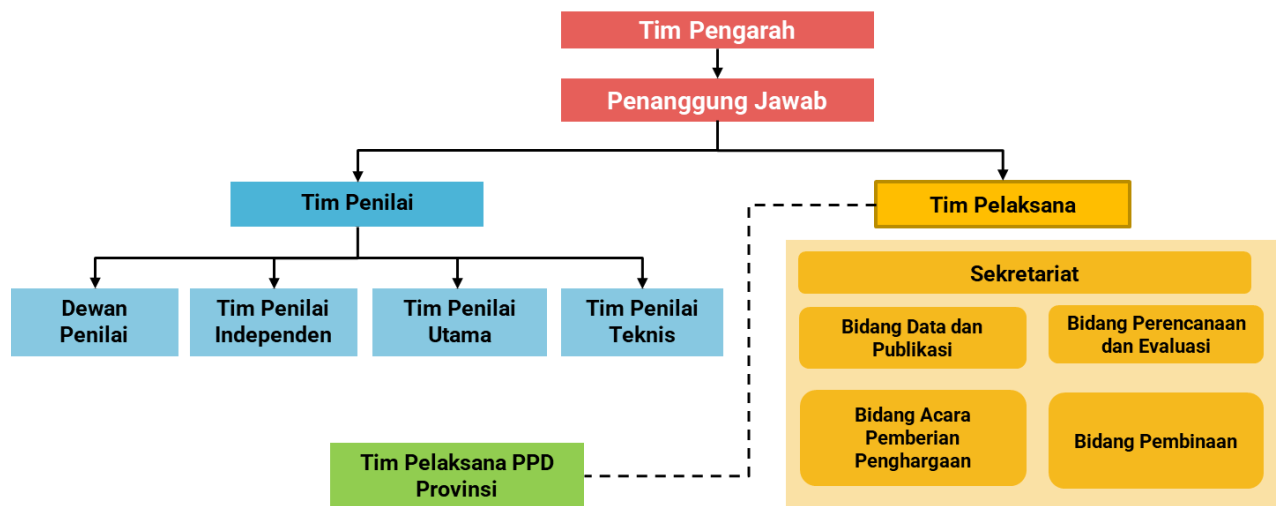 Tim Pengarah
Penanggung Jawab
Tim Penilai
Tim Pelaksana
Dewan
Penilai
Tim Penilai
Independen
Tim Penilai
Utama
Tim Penilai
Teknis
Sekretariat
Bidang Data dan
Publikasi
Bidang Perencanaan
dan Evaluasi
Bidang Acara
Pemberian
Penghargaan
Bidang Pembinaan
Tim Pelaksana PPD
Provinsi